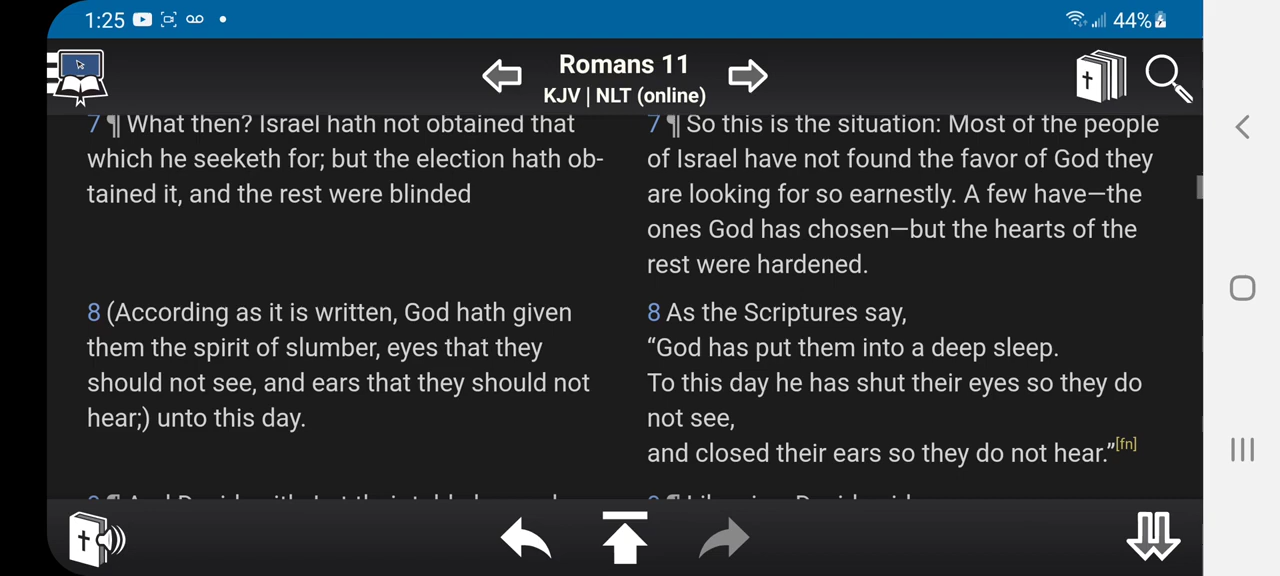 1:25
44%
Romans 11
KJV | NLT (online)
7 ¶ What then? Israel hath not obtained that
which he seeketh for; but the election hath ob-
tained it, and the rest were blinded
8 (According as it is written, God hath given
them the spirit of slumber, eyes that they
should not see, and ears that they should not
hear;) unto this day.
7 ¶ So this is the situation: Most of the people
of Israel have not found the favor of God they
are looking for so earnestly. A few have—the
ones God has chosen—but the hearts of the
rest were hardened.
8 As the Scriptures say,
“God has put them into a deep sleep.
To this day he has shut their eyes so they do
not see,
and closed their ears so they do not hear.”[fn]